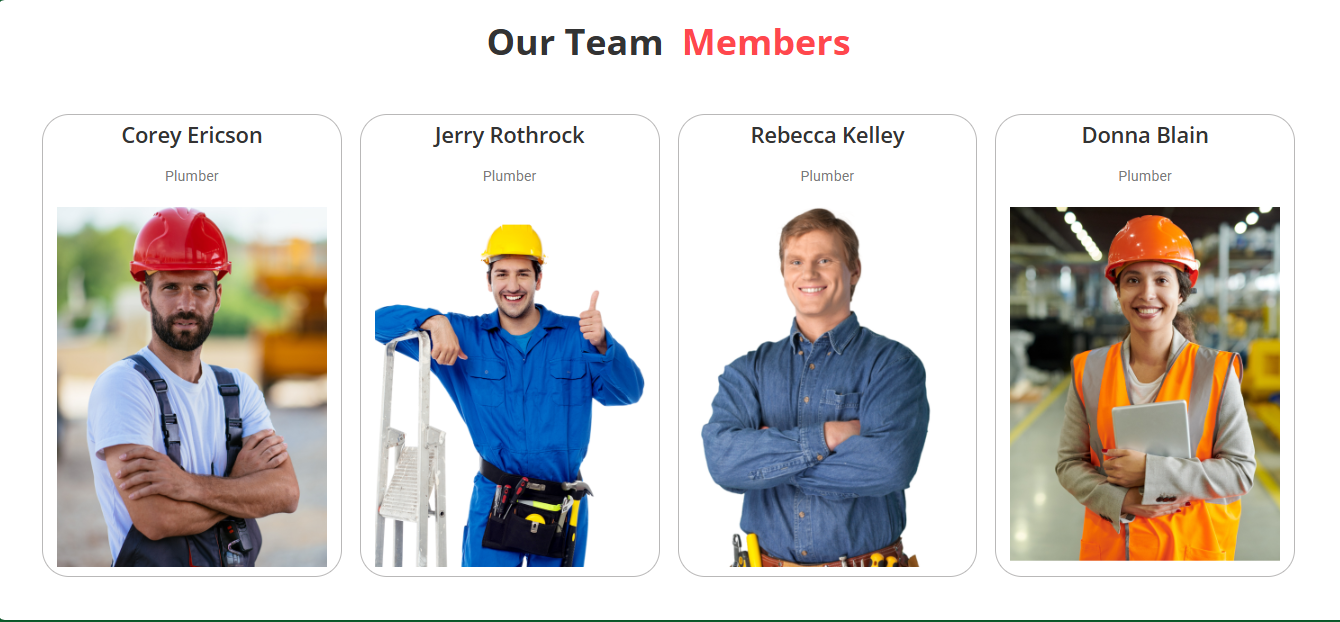 Our Team Members
Corey Ericson
Plumber
Jerry Rothrock
Plumber
Rebecca Kelley
Plumber
Donna Blain
Plumber